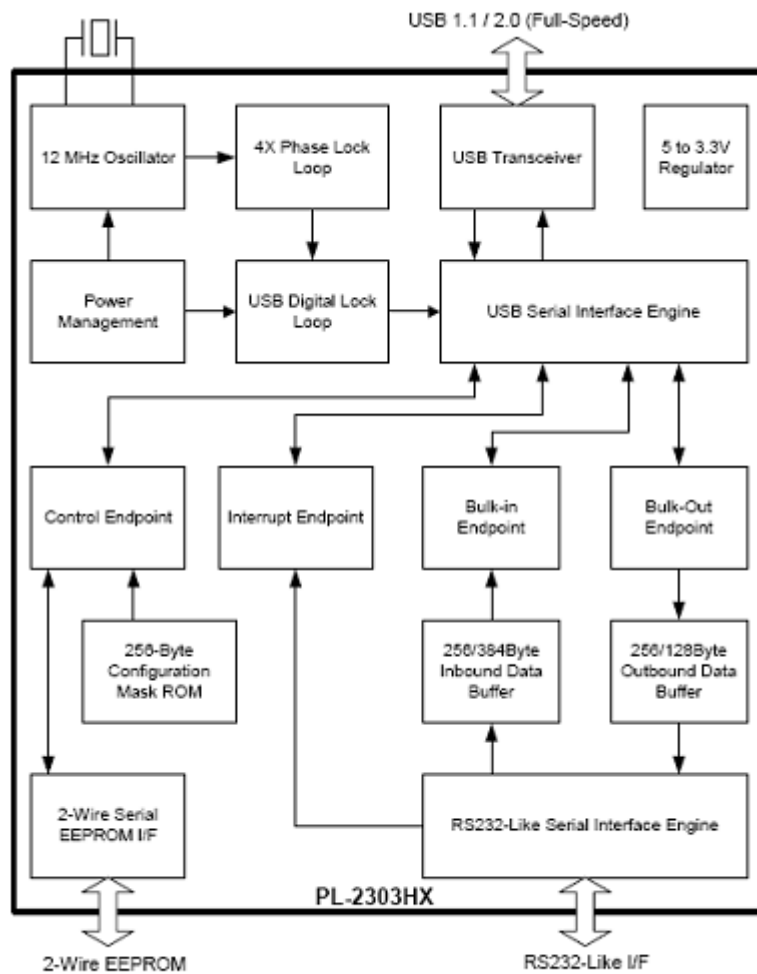 USB 1.1 / 2.0 (Full-Speed)
12 MHz Oscillator
4X Phase Lock
Loop
USB Transceiver
5 to 3.3V
Regulator
Power
Management
USB Digital Lock
Loop
USB Serial Interface Engine
Control Endpoint
Interrupt Endpoint
Bulk-in
Endpoint
Bulk-Out
Endpoint
256-Byte
Configuration
Mask ROM
256/384Byte
Inbound Data
Buffer
256/128Byte
Outbound Data
Buffer
2-Wire Serial
EEPROM I/F
RS232-Like Serial Interface Engine
PL-2303HX
2-Wire EEPROM
RS232-Like I/F